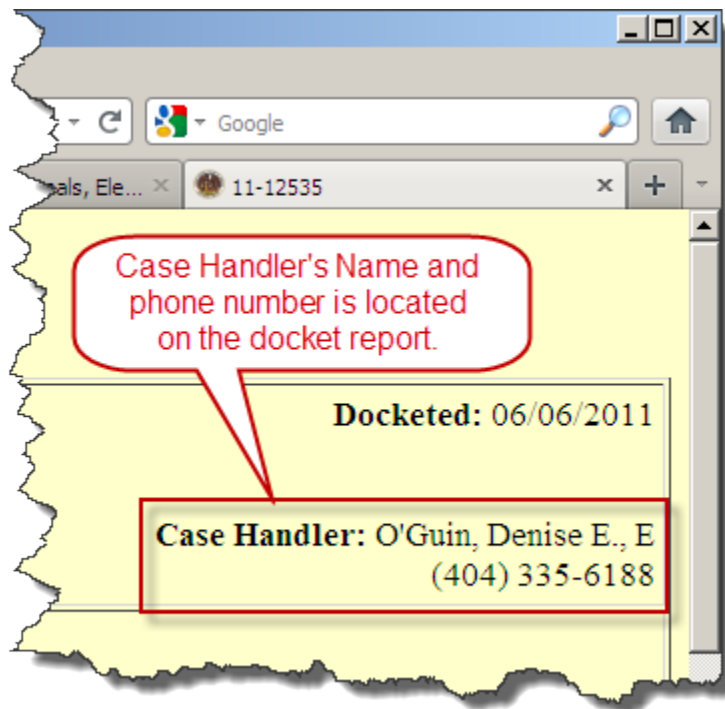 Google
als, Ele...
11-12535
Case Handler's Name and
phone number is located
on the docket report.
Docketed: 06/06/2011
Case Handler: O'Guin, Denise E., E
(404) 335-6188